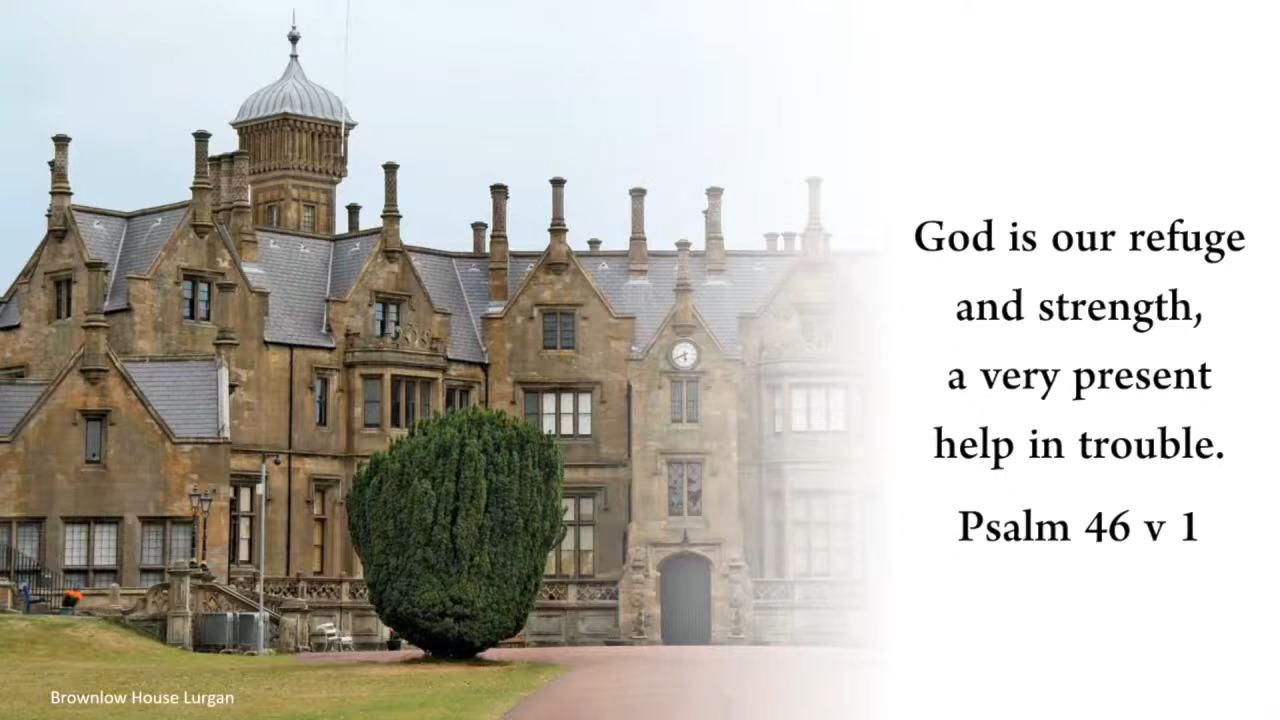 God is our refuge
and strength,
a very present
help in trouble.
Psalm 46 v 1
Brownlow House Lurgan